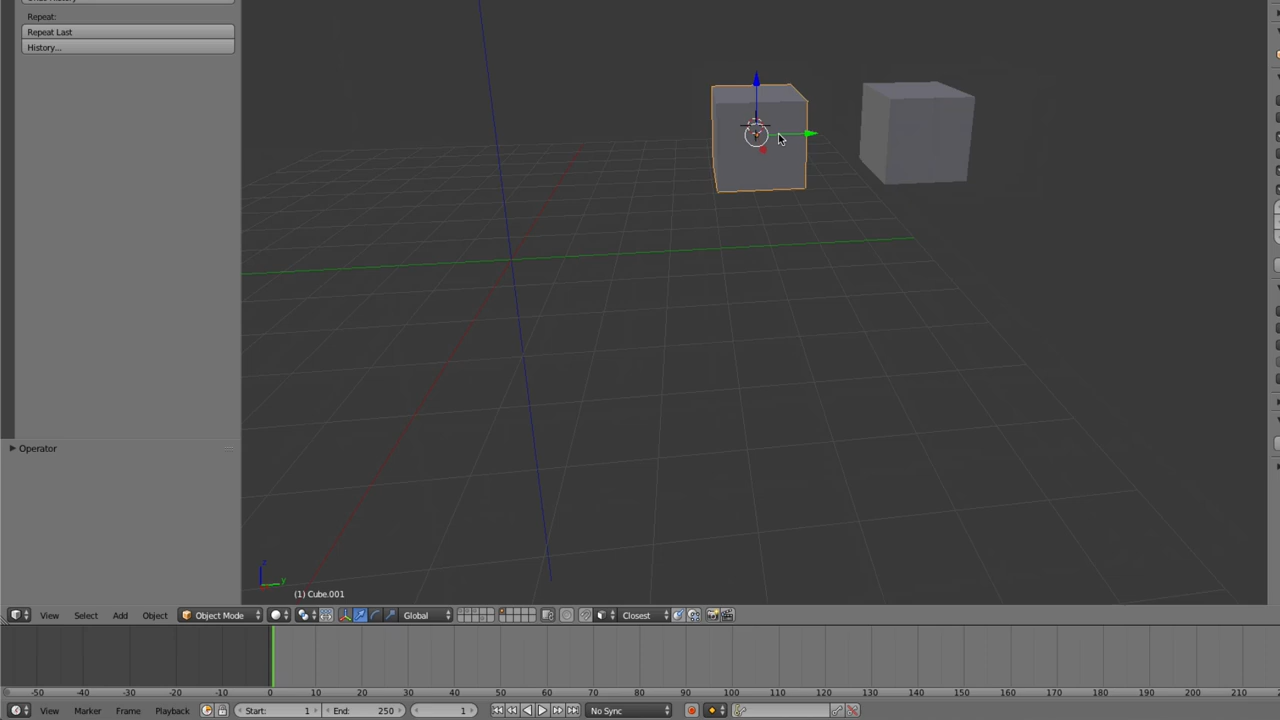 Repeat:
Repeat Last
History...
Operator
z
y
(1) Cube.001
View Select Add Object Object Mode Global Closest
-50 -40 -30 -20 -10 0 10 20 30 40 50 60 70 80 90 100 110 120 130 140 150 160 170 180 190 200 210
View Marker Frame Playback Start: 1 End: 250 1 No Sync